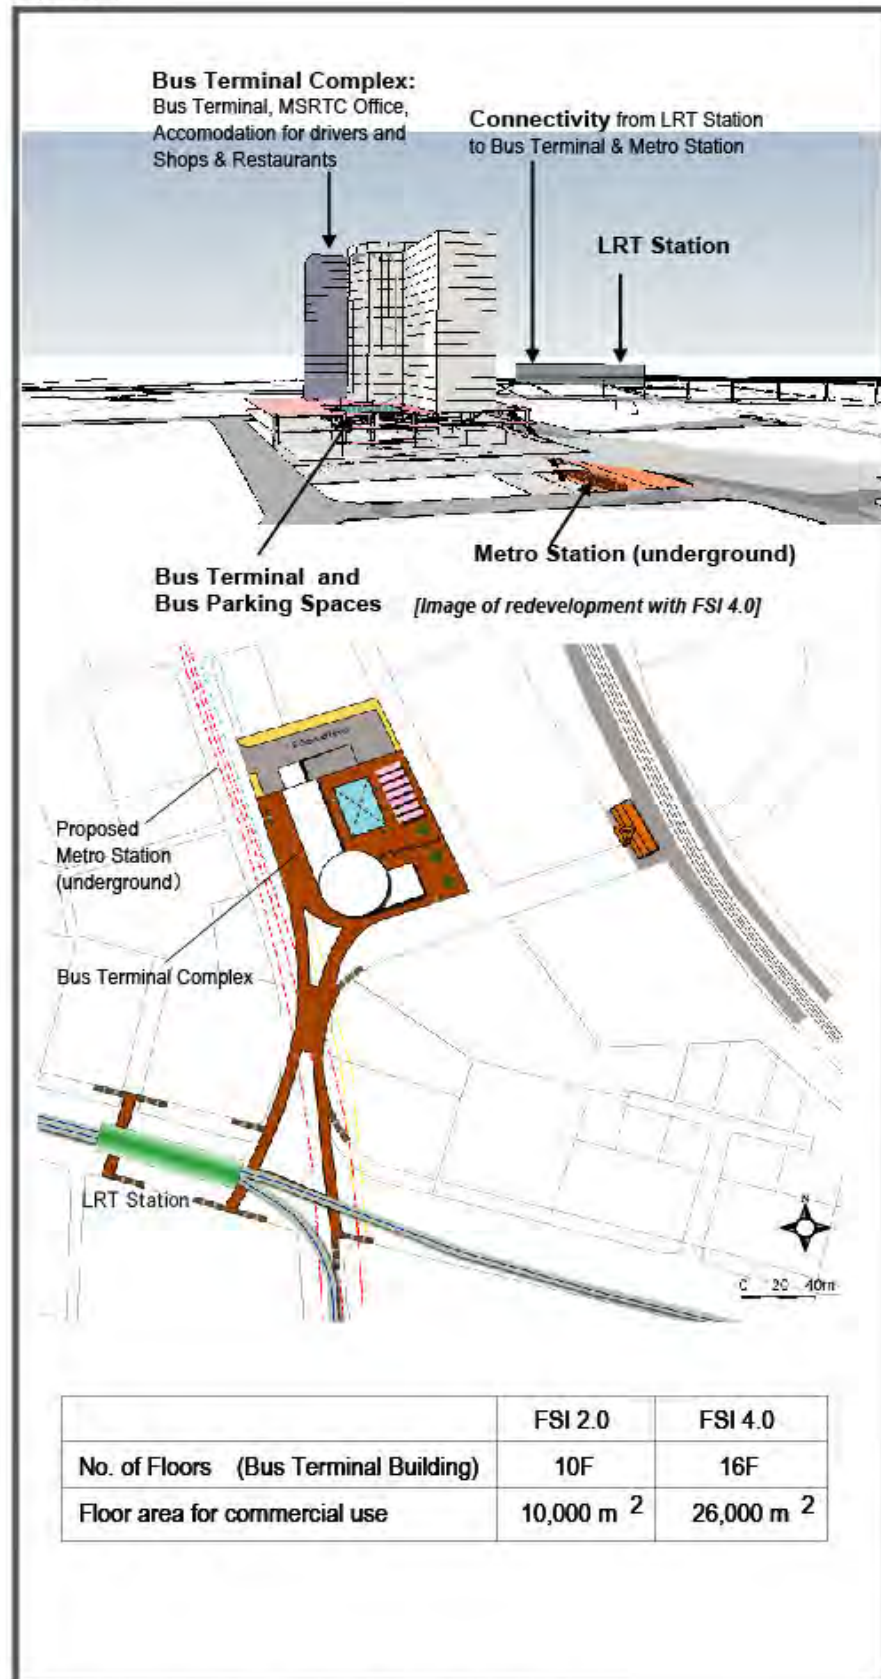 Bus Terminal Complex:
Bus Terminal, MSRTC Office,
Accomodation for drivers and
Shops & Restaurants
Connectivity from LRT Station
to Bus Terminal & Metro Station
LRT Station
Metro Station (underground)
Bus Terminal and
Bus Parking Spaces
[Image of redevelopment with FSI 4.0]
Proposed
Metro Station
(underground)
Bus Terminal Complex
LRT Station
N
0 20 40m
FSI 2.0 FSI 4.0
No. of Floors (Bus Terminal Building) 10F 16F
Floor area for commercial use 10,000 m 2 26,000 m 2